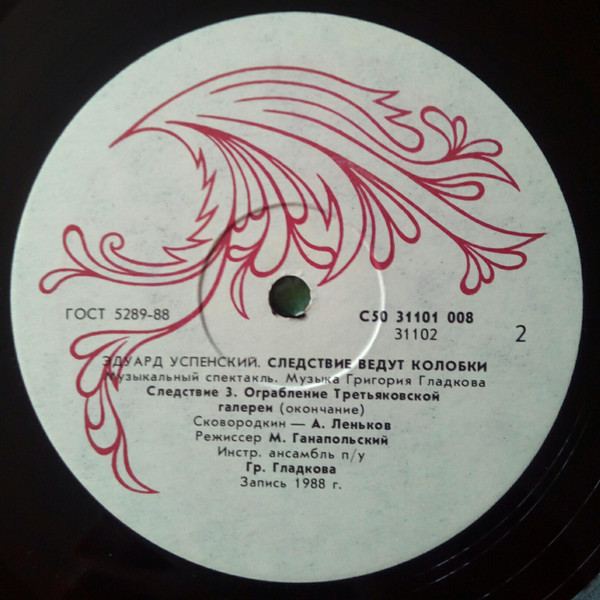 ГОСТ 5289-88
С50 31101 008
31102
2
ЭДУАРД УСПЕНСКИЙ. СЛЕДСТВИЕ ВЕДУТ КОЛОБКИ
Музыкальный спектакль. Музыка Григория Гладкова
Следствие 3. Ограбление Третьяковской
галереи (окончание)
Сковородкин — А. Леньков
Режиссер М. Ганапольский
Инстр. ансамбль п/у
Гр. Гладкова
Запись 1988 г.